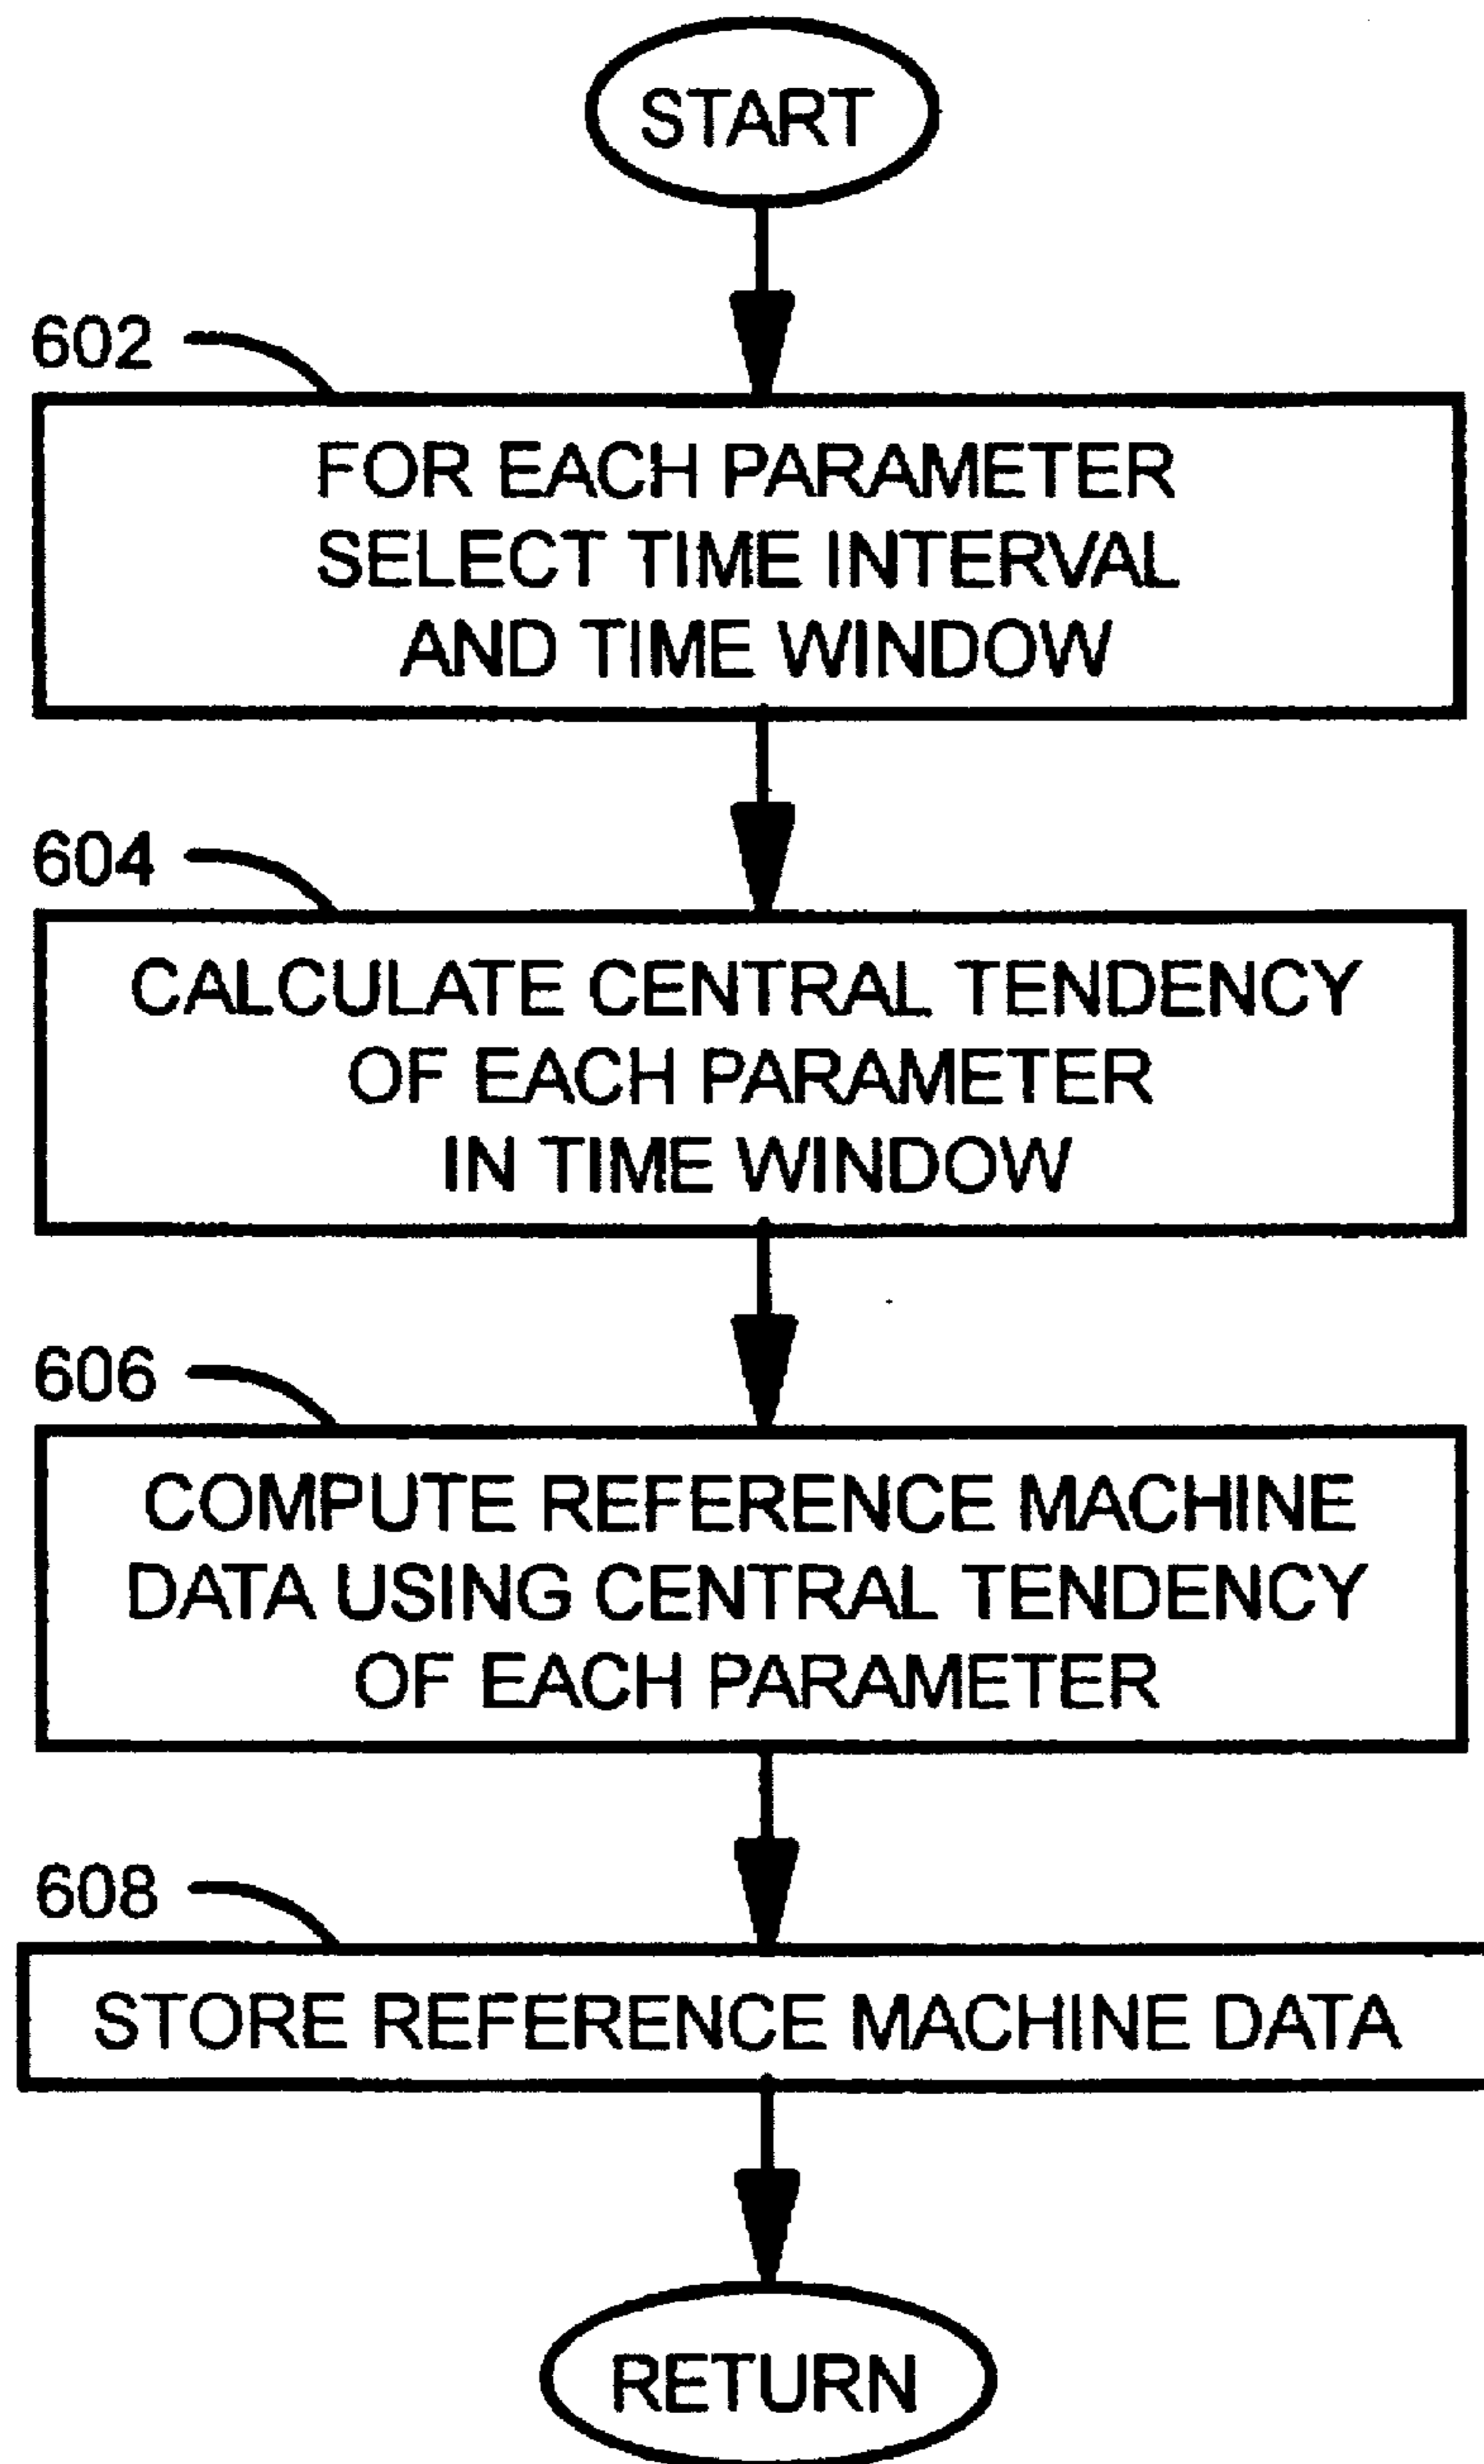 START
602
FOR EACH PARAMETER
SELECT TIME INTERVAL
AND TIME WINDOW
604
CALCULATE CENTRAL TENDENCY
OF EACH PARAMETER
IN TIME WINDOW
606
COMPUTE REFERENCE MACHINE
DATA USING CENTRAL TENDENCY
OF EACH PARAMETER
608
STORE REFERENCE MACHINE DATA
RETURN